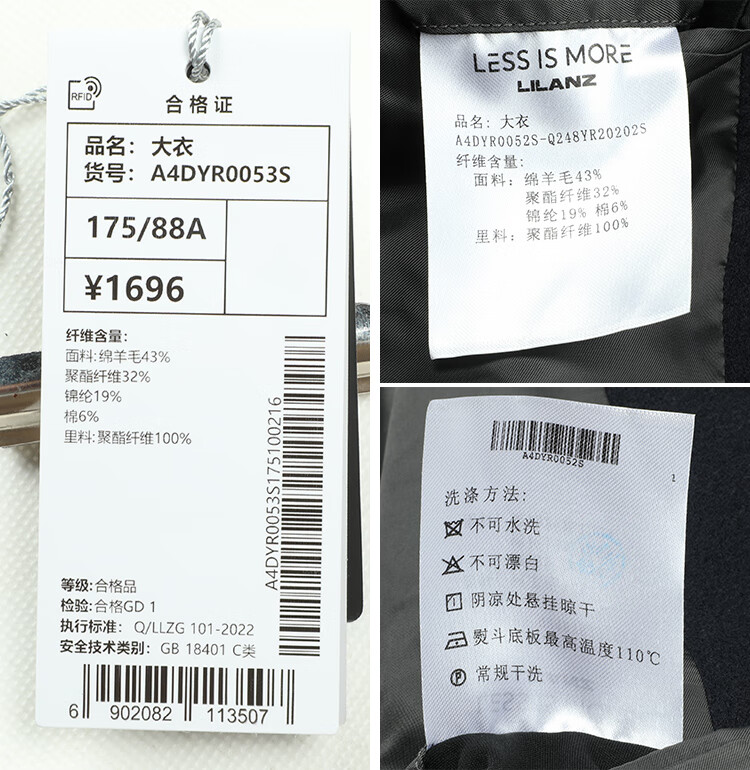 RFID
合格证
品名：大衣
货号：A4DYR0053S
175/88A
¥1696
纤维含量:
面料:绵羊毛43%
聚酯纤维32%
锦纶19%
棉6%
里料:聚酯纤维100%
A4DYR0053S175100216
等级:合格品
检验:合格GD 1
执行标准：Q/LLZG 101-2022
安全技术类别：GB 18401 C类
6 902082 113507
LESS IS MORE
LILANZ
品名：大衣
A4DYR0052S-Q248YR20202S
纤维含量:
面料：绵羊毛43%
聚酯纤维32%
锦纶19% 棉6%
里料：聚酯纤维100%
A4DYR0052S
1
洗涤方法:
不可水洗
不可漂白
阴凉处悬挂晾干
熨斗底板最高温度110℃
P 常规干洗